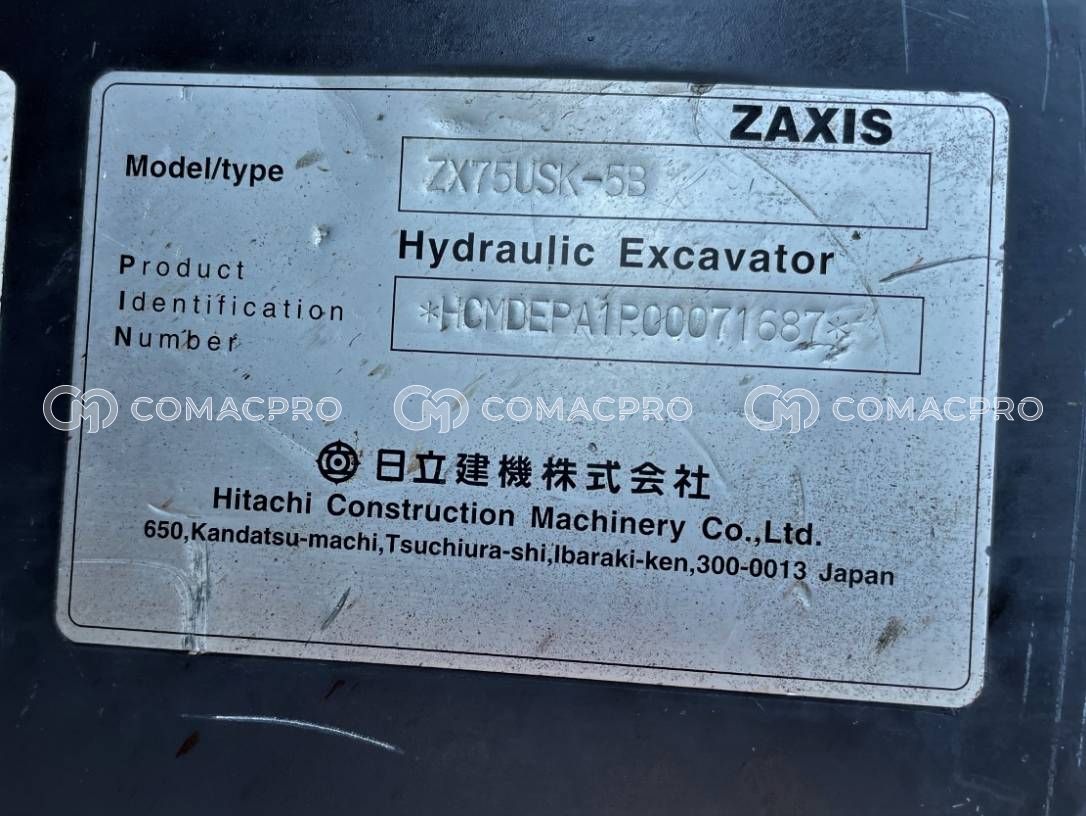 ZAXIS
Model/type ZX75USK-5B
Hydraulic Excavator
Product
Identification
Number
*HCMDEPA1P00071687*
COMACPRO COMACPRO COMACPRO
日立建機株式会社
Hitachi Construction Machinery Co.,Ltd.
650,Kandatsu-machi,Tsuchiura-shi,Ibaraki-ken,300-0013 Japan